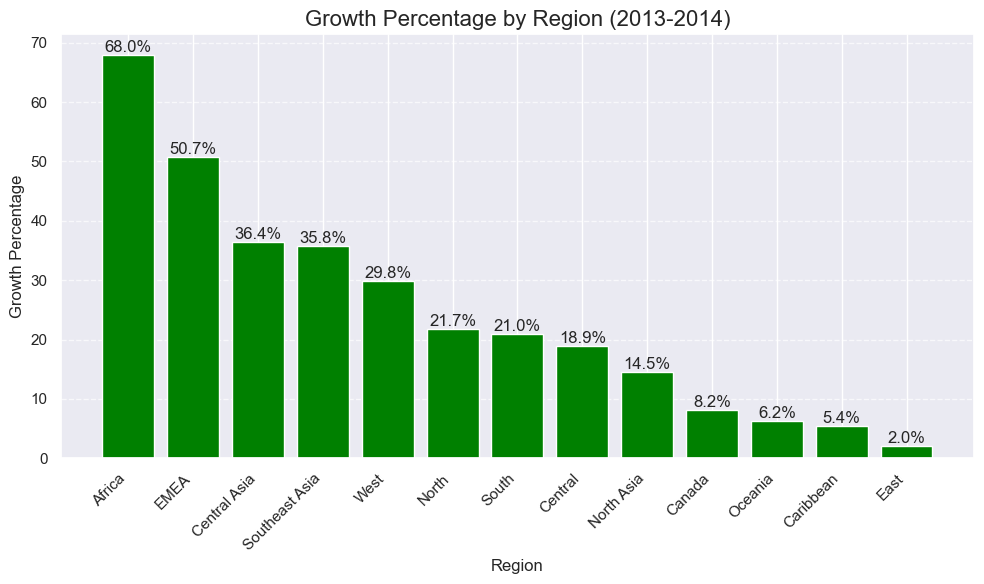 Growth Percentage by Region (2013-2014)
Growth Percentage
70
60
50
40
30
20
10
0
68.0%
50.7%
36.4%
35.8%
29.8%
21.7%
21.0%
18.9%
14.5%
8.2%
6.2%
5.4%
2.0%
Africa
EMEA
Central Asia
Southeast Asia
West
North
South
Central
North Asia
Canada
Oceania
Caribbean
East
Region